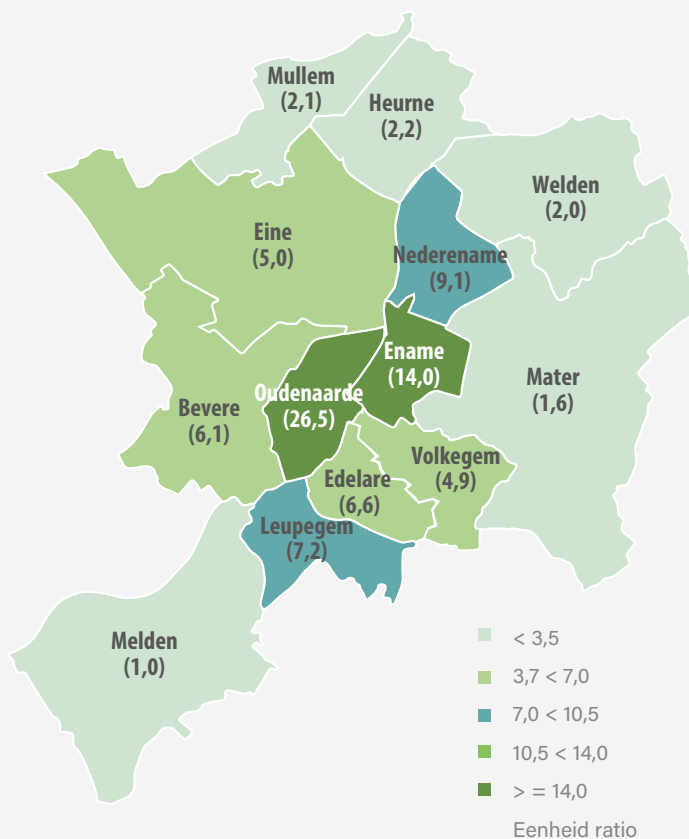 Mullem
(2,1)
Heurne
(2,2)
Welden
(2,0)
Eine
(5,0)
Nederename
(9,1)
Ename
(14,0)
Mater
(1,6)
Oudenaarde
(26,5)
Bevere
(6,1)
Volkegem
(4,9)
Edelare
(6,6)
Leupegem
(7,2)
Melden
(1,0)
< 3,5
3,7 < 7,0
7,0 < 10,5
10,5 < 14,0
> = 14,0
Eenheid ratio